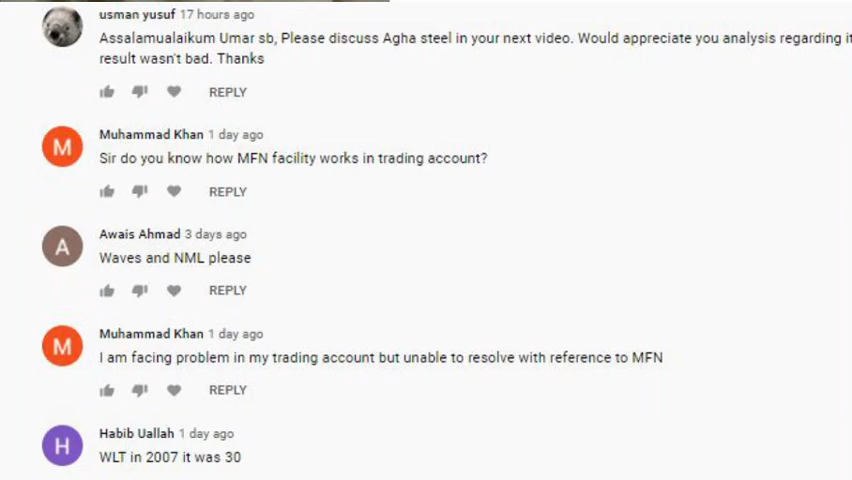 usman yusuf 17 hours ago
Assalamualaikum Umar sb, Please discuss Agha steel in your next video. Would appreciate you analysis regarding it
result wasn't bad. Thanks
REPLY
M
Muhammad Khan 1 day ago
Sir do you know how MFN facility works in trading account?
REPLY
A
Awais Ahmad 3 days ago
Waves and NML please
REPLY
M
Muhammad Khan 1 day ago
I am facing problem in my trading account but unable to resolve with reference to MFN
REPLY
H
Habib Uallah 1 day ago
WLT in 2007 it was 30